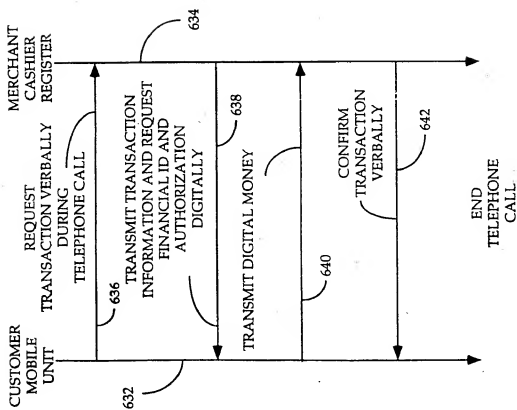 CUSTOMER
MOBILE
UNIT
REQUEST
TRANSACTION VERBALLY
DURING
TELEPHONE CALL
MERCHANT
CASHIER
REGISTER
632
634
636
TRANSMIT TRANSACTION
INFORMATION AND REQUEST
FINANCIAL ID AND
AUTHORIZATION
DIGITALLY
638
TRANSMIT DIGITAL MONEY
640
CONFIRM
TRANSACTION
VERBALLY
642
END
TELEPHONE
CALL